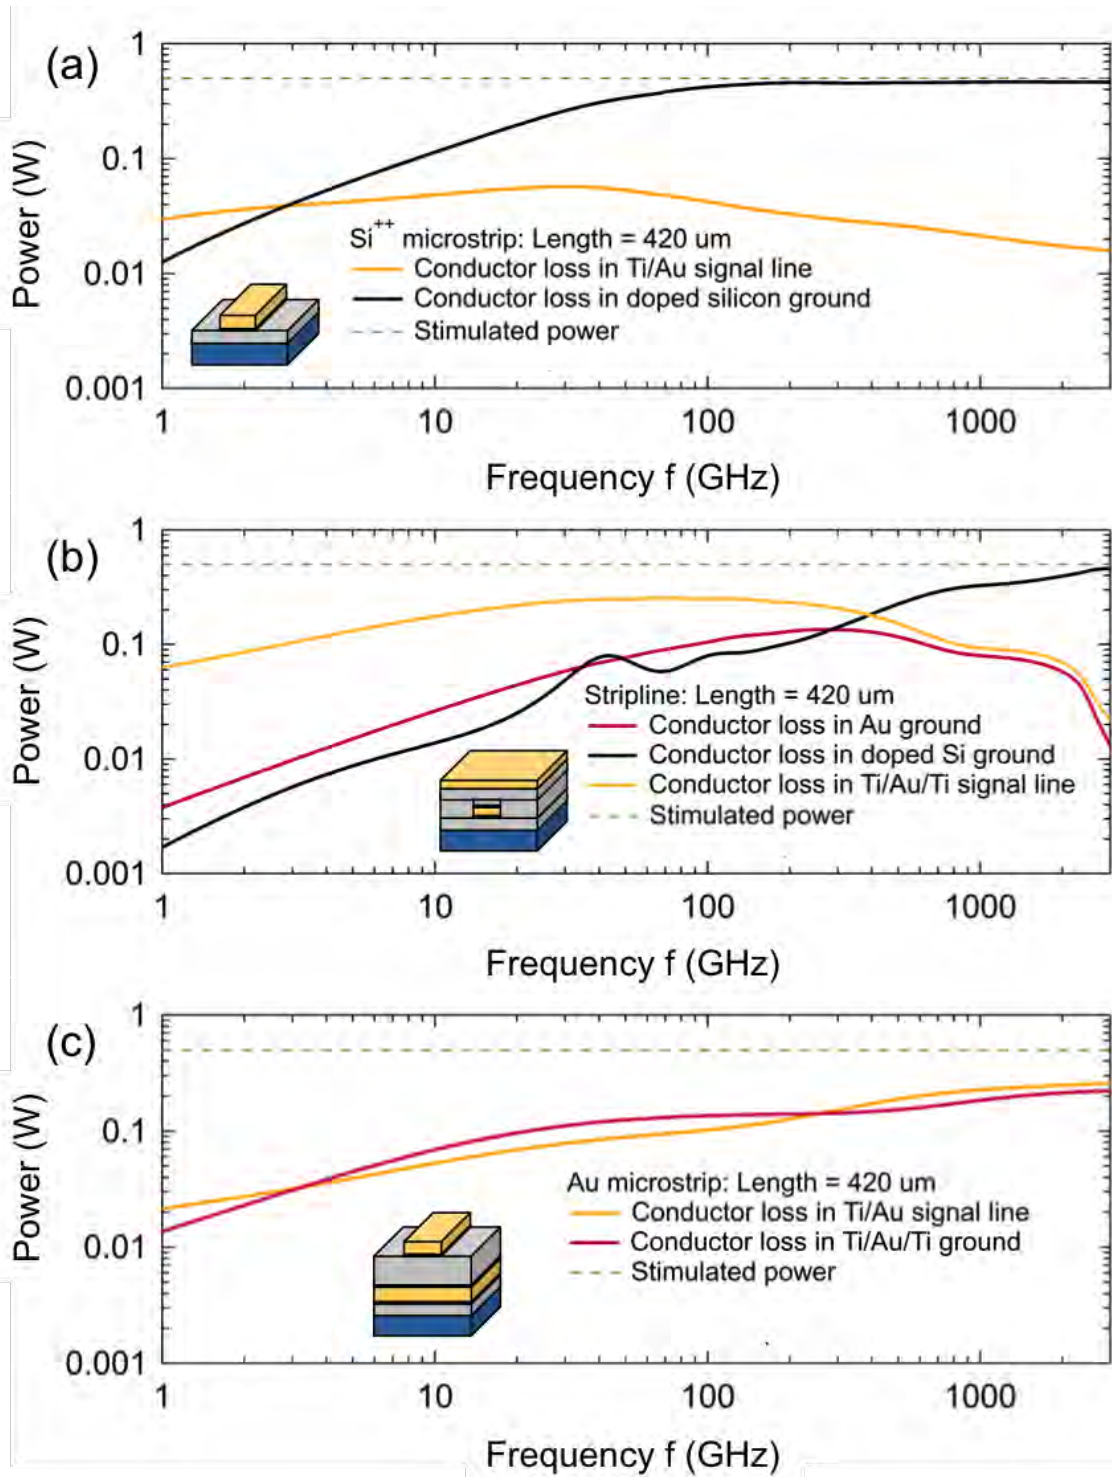 (a)
1
0.1
0.01
0.001
Power (W)
Si++ microstrip: Length = 420 um
Conductor loss in Ti/Au signal line
Conductor loss in doped silicon ground
Stimulated power
1 10 100 1000
Frequency f (GHz)
(b)
1
0.1
0.01
0.001
Power (W)
Stripline: Length = 420 um
Conductor loss in Au ground
Conductor loss in doped Si ground
Conductor loss in Ti/Au/Ti signal line
Stimulated power
1 10 100 1000
Frequency f (GHz)
(c)
1
0.1
0.01
0.001
Power (W)
Au microstrip: Length = 420 um
Conductor loss in Ti/Au signal line
Conductor loss in Ti/Au/Ti ground
Stimulated power
1 10 100 1000
Frequency f (GHz)